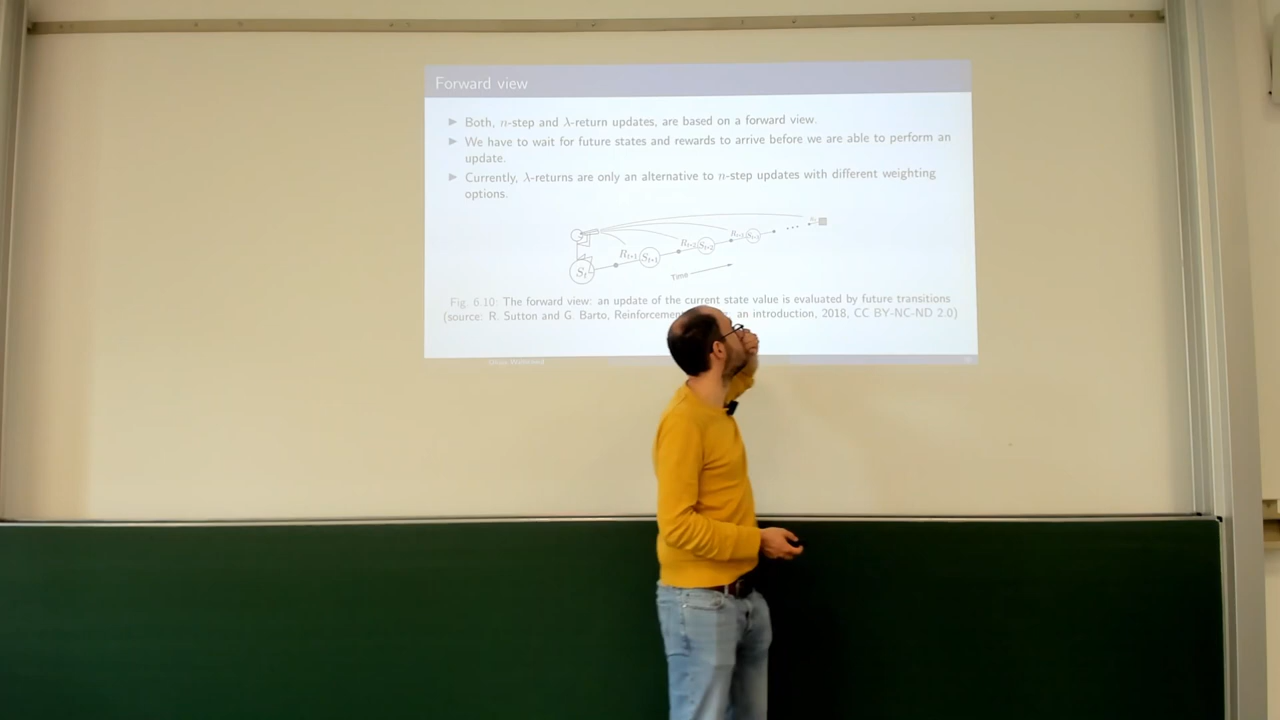 Forward view
▶ Both, n-step and λ-return updates, are based on a forward view.
▶ We have to wait for future states and rewards to arrive before we are able to perform an
update.
▶ Currently, λ-returns are only an alternative to n-step updates with different weighting
options.
R_{t+1} S_{t+1} R_{t+2} S_{t+2} R_{t+3} S_{t+3}
S_t
Time
Fig. 6.10: The forward view: an update of the current state value is evaluated by future transitions
(source: R. Sutton and G. Barto, Reinforcement an introduction, 2018, CC BY-NC-ND 2.0)